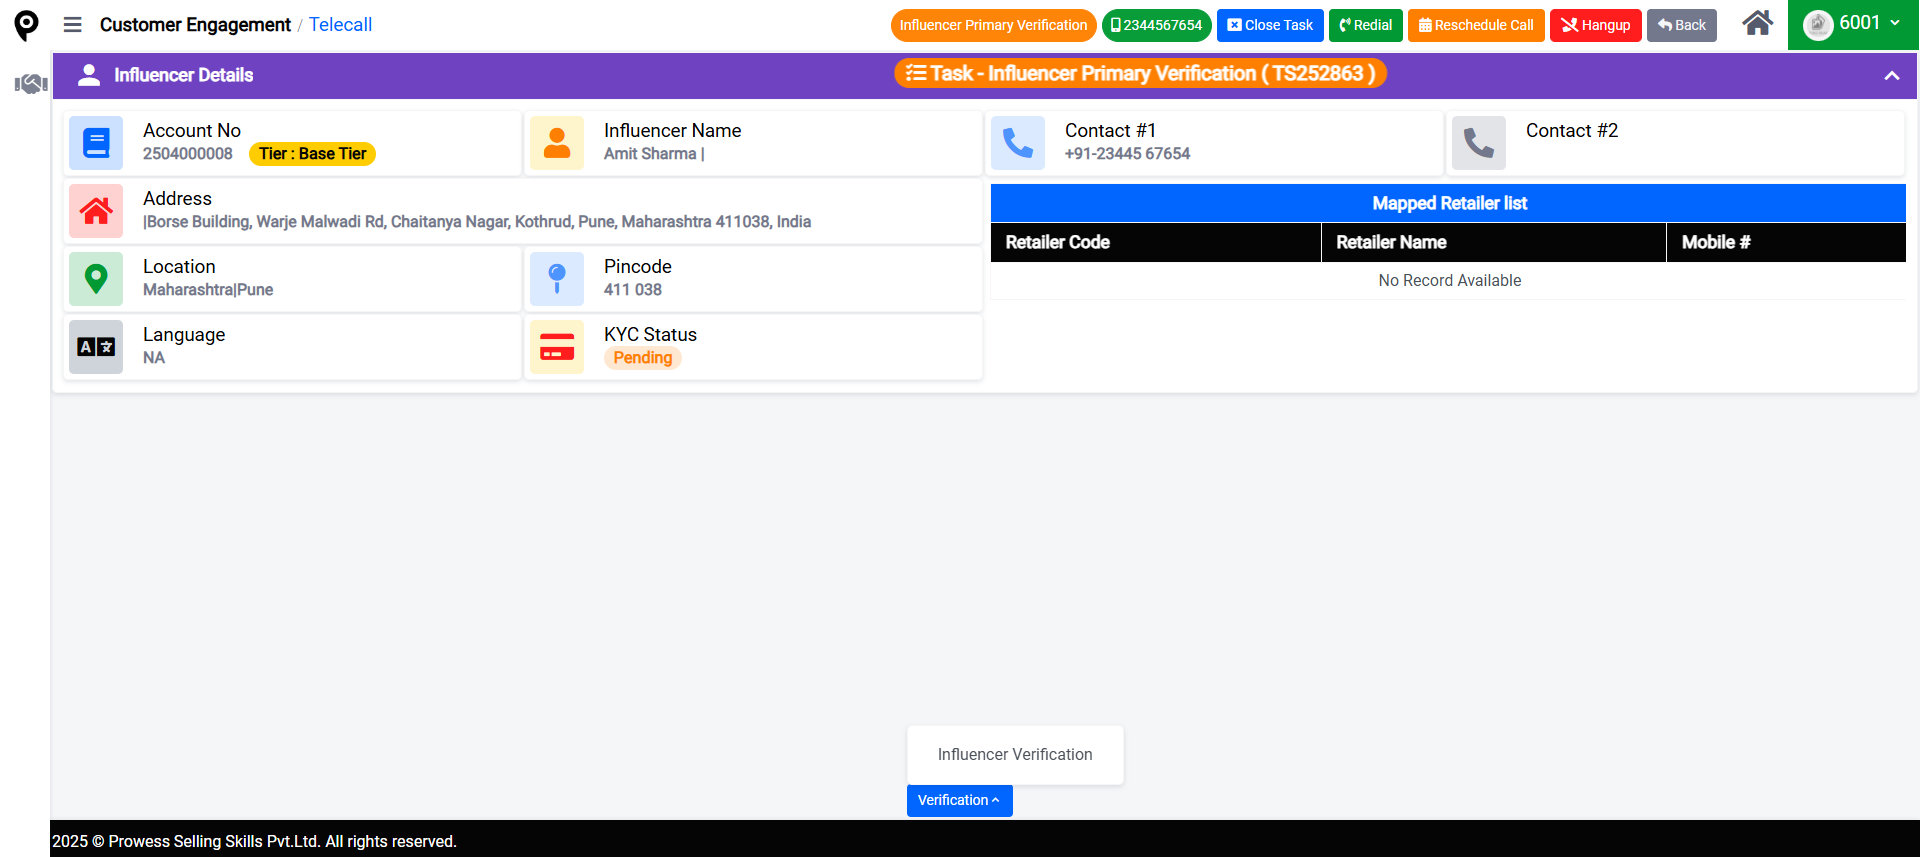 Customer Engagement / Telecall
Influencer Primary Verification
2344567654
Close Task
Redial
Reschedule Call
Hangup
Back
6001
Influencer Details
Task - Influencer Primary Verification ( TS252863 )
Account No
2504000008
Tier : Base Tier
Influencer Name
Amit Sharma |
Contact #1
+91-23445 67654
Contact #2
Address
|Borse Building, Warje Malwadi Rd, Chaitanya Nagar, Kothrud, Pune, Maharashtra 411038, India
Mapped Retailer list
Retailer Code
Retailer Name
Mobile #
No Record Available
Location
Maharashtra|Pune
Pincode
411 038
Language
NA
KYC Status
Pending
Influencer Verification
Verification
2025 © Prowess Selling Skills Pvt.Ltd. All rights reserved.